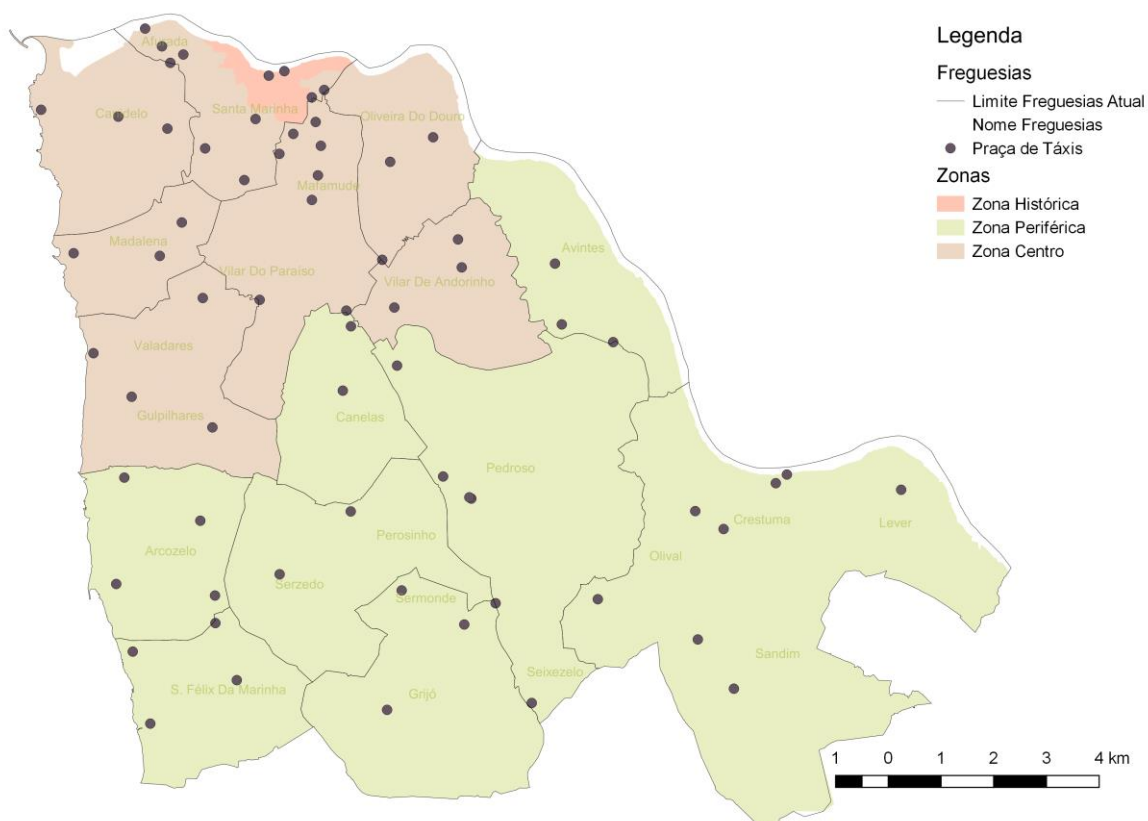 Legenda
Freguesias
Limite Freguesias Atual
Nome Freguesias
Praça de Táxis
Zonas
Zona Histórica
Zona Periférica
Zona Centro
Afurada
Canidelo
Santa Marinha
Oliveira Do Douro
Mafamude
Madalena
Vilar Do Paraíso
Vilar De Andorinho
Avintes
Valadares
Gulpilhares
Canelas
Pedroso
Crestuma
Lever
Arcozelo
Perosinho
Olival
Serzedo
Sermonde
Sandim
Seixezelo
S. Félix Da Marinha
Grijó
1 0 1 2 3 4 km